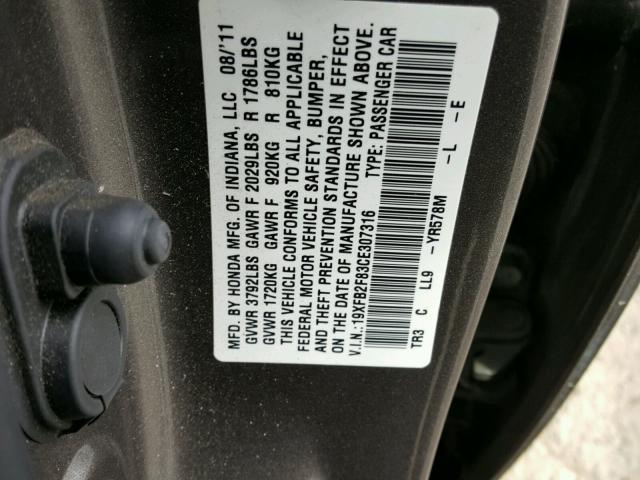 MFD. BY HONDA MFG. OF INDIANA, LLC 08/'11
GVWR 3792LBS GAWR F 2029LBS R 1786LBS
GVWR 1720KG GAWR F 920KG R 810KG
THIS VEHICLE CONFORMS TO ALL APPLICABLE
FEDERAL MOTOR VEHICLE SAFETY, BUMPER,
AND THEFT PREVENTION STANDARDS IN EFFECT
ON THE DATE OF MANUFACTURE SHOWN ABOVE.
V.I.N.:19XFB2F83CE307316 TYPE: PASSENGER CAR
TR3 C LL9 -YR578M -L -E